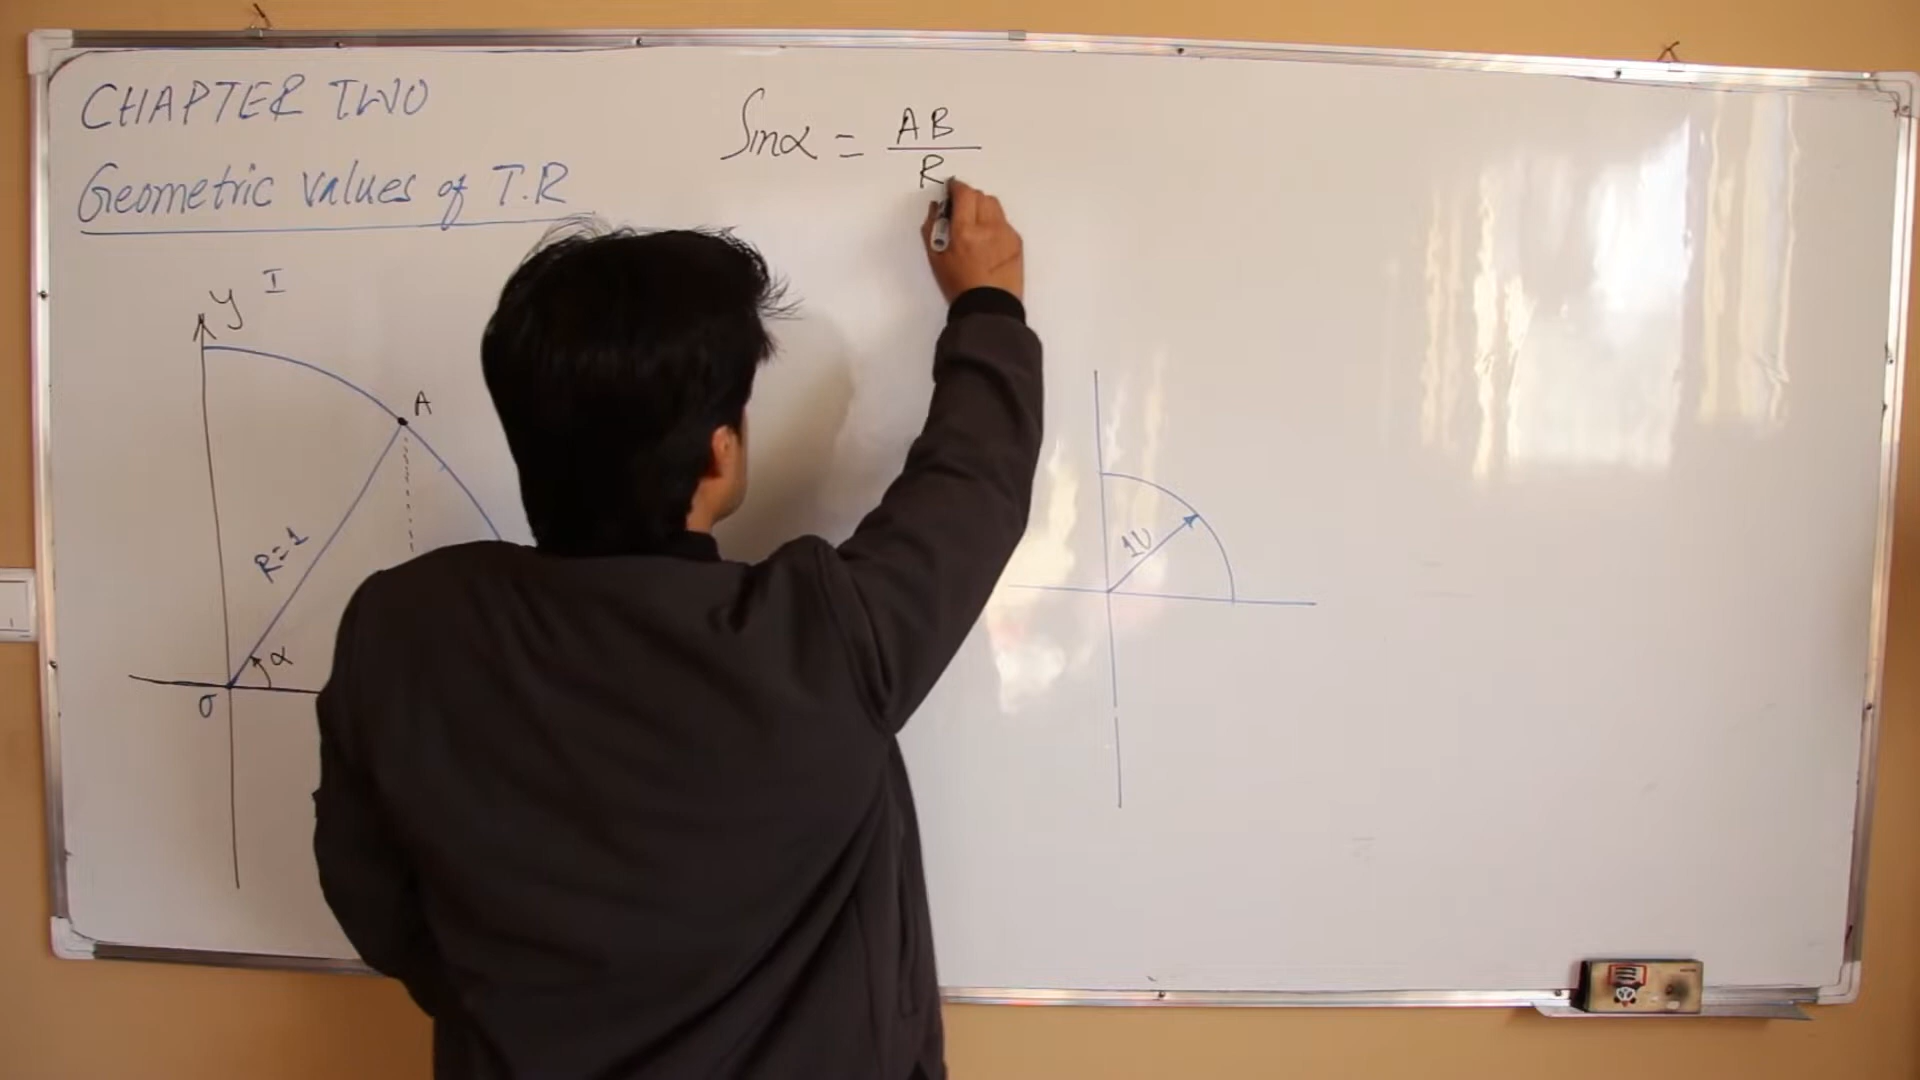 CHAPTER TWO
Geometric values of T.R
Sinα = AB / R
y I
A
R=1
α
O
1U